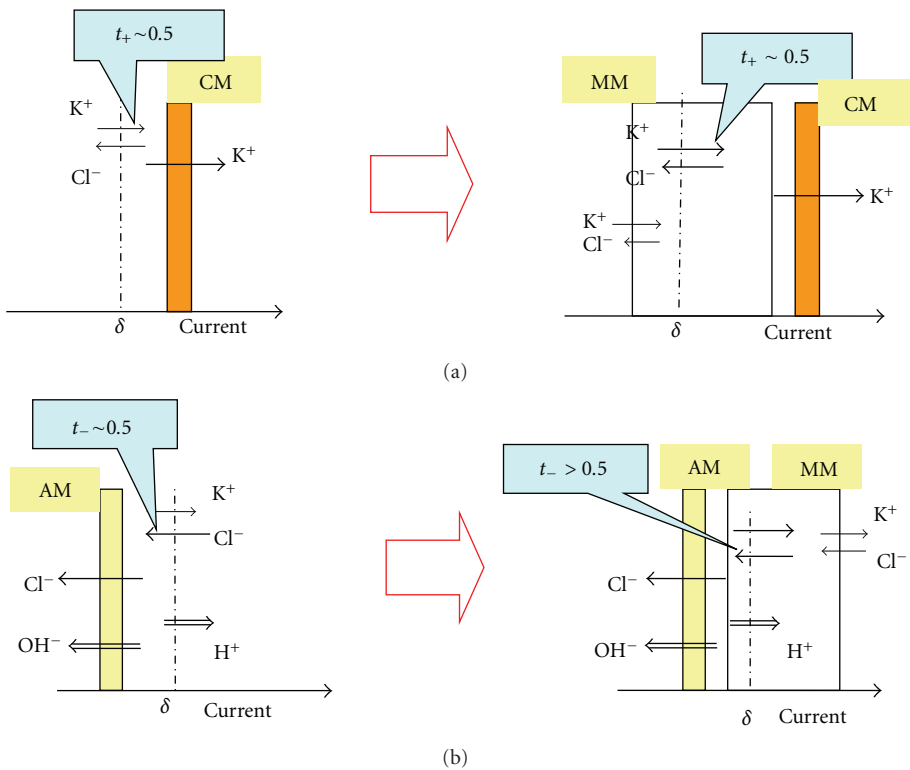 t₊ ~0.5
CM
K⁺
Cl⁻
K⁺
δ
Current
t₊ ~ 0.5
MM
CM
K⁺
Cl⁻
K⁺
K⁺
Cl⁻
δ
Current
(a)
t₋ ~0.5
AM
K⁺
Cl⁻
Cl⁻
OH⁻
H⁺
δ
Current
t₋ > 0.5
AM
MM
K⁺
Cl⁻
Cl⁻
OH⁻
H⁺
δ
Current
(b)